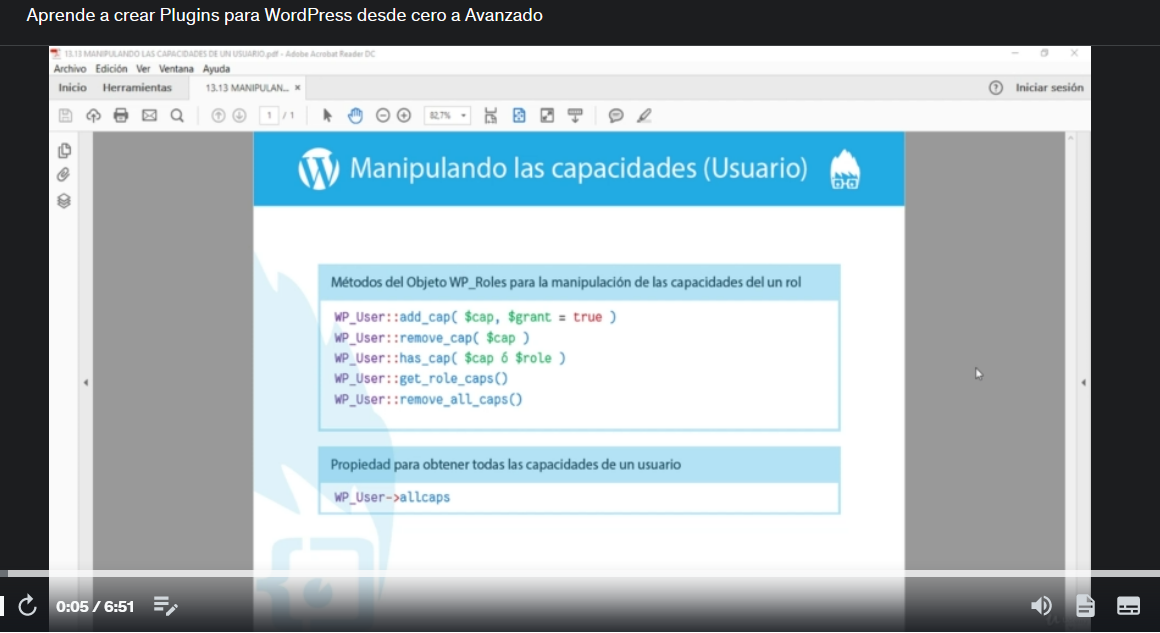 Aprende a crear Plugins para WordPress desde cero a Avanzado
13.13 MANIPULANDO LAS CAPACIDADES DE UN USUARIO.pdf - Adobe Acrobat Reader DC
Archivo Edición Ver Ventana Ayuda
Inicio Herramientas 13.13 MANIPULAN... × ? Iniciar sesión
1 / 1 82,7%
Manipulando las capacidades (Usuario)
Métodos del Objeto WP_Roles para la manipulación de las capacidades del un rol
WP_User::add_cap( $cap, $grant = true )
WP_User::remove_cap( $cap )
WP_User::has_cap( $cap ó $role )
WP_User::get_role_caps()
WP_User::remove_all_caps()
Propiedad para obtener todas las capacidades de un usuario
WP_User->allcaps
0:05 / 6:51